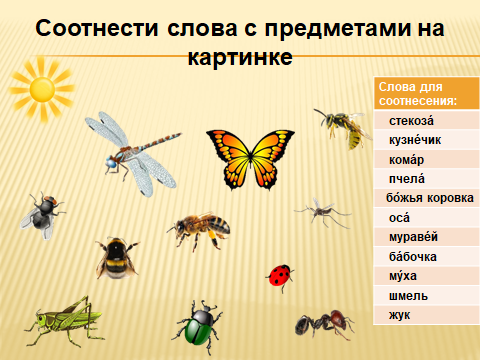 Соотнести слова с предметами на
картинке
Слова для
соотнесения:
стекоза́
кузне́чик
кома́р
пчела́
бо́жья коровка
оса́
мураве́й
ба́бочка
му́ха
шмель
жук